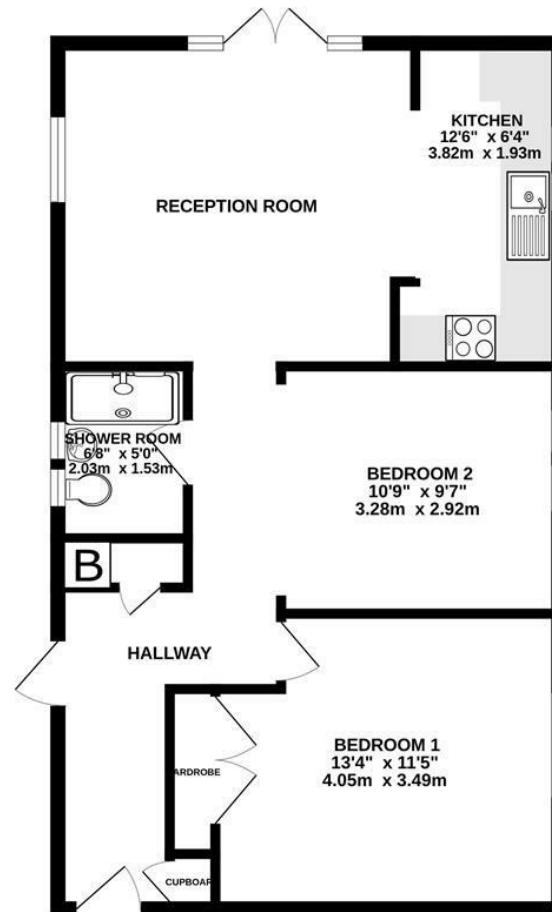 KITCHEN
12'6" x 6'4"
3.82m x 1.93m
RECEPTION ROOM
SHOWER ROOM
6'8" x 5'0"
2.03m x 1.53m
BEDROOM 2
10'9" x 9'7"
3.28m x 2.92m
B
HALLWAY
BEDROOM 1
13'4" x 11'5"
4.05m x 3.49m
ARDROBE
CUPBOAR